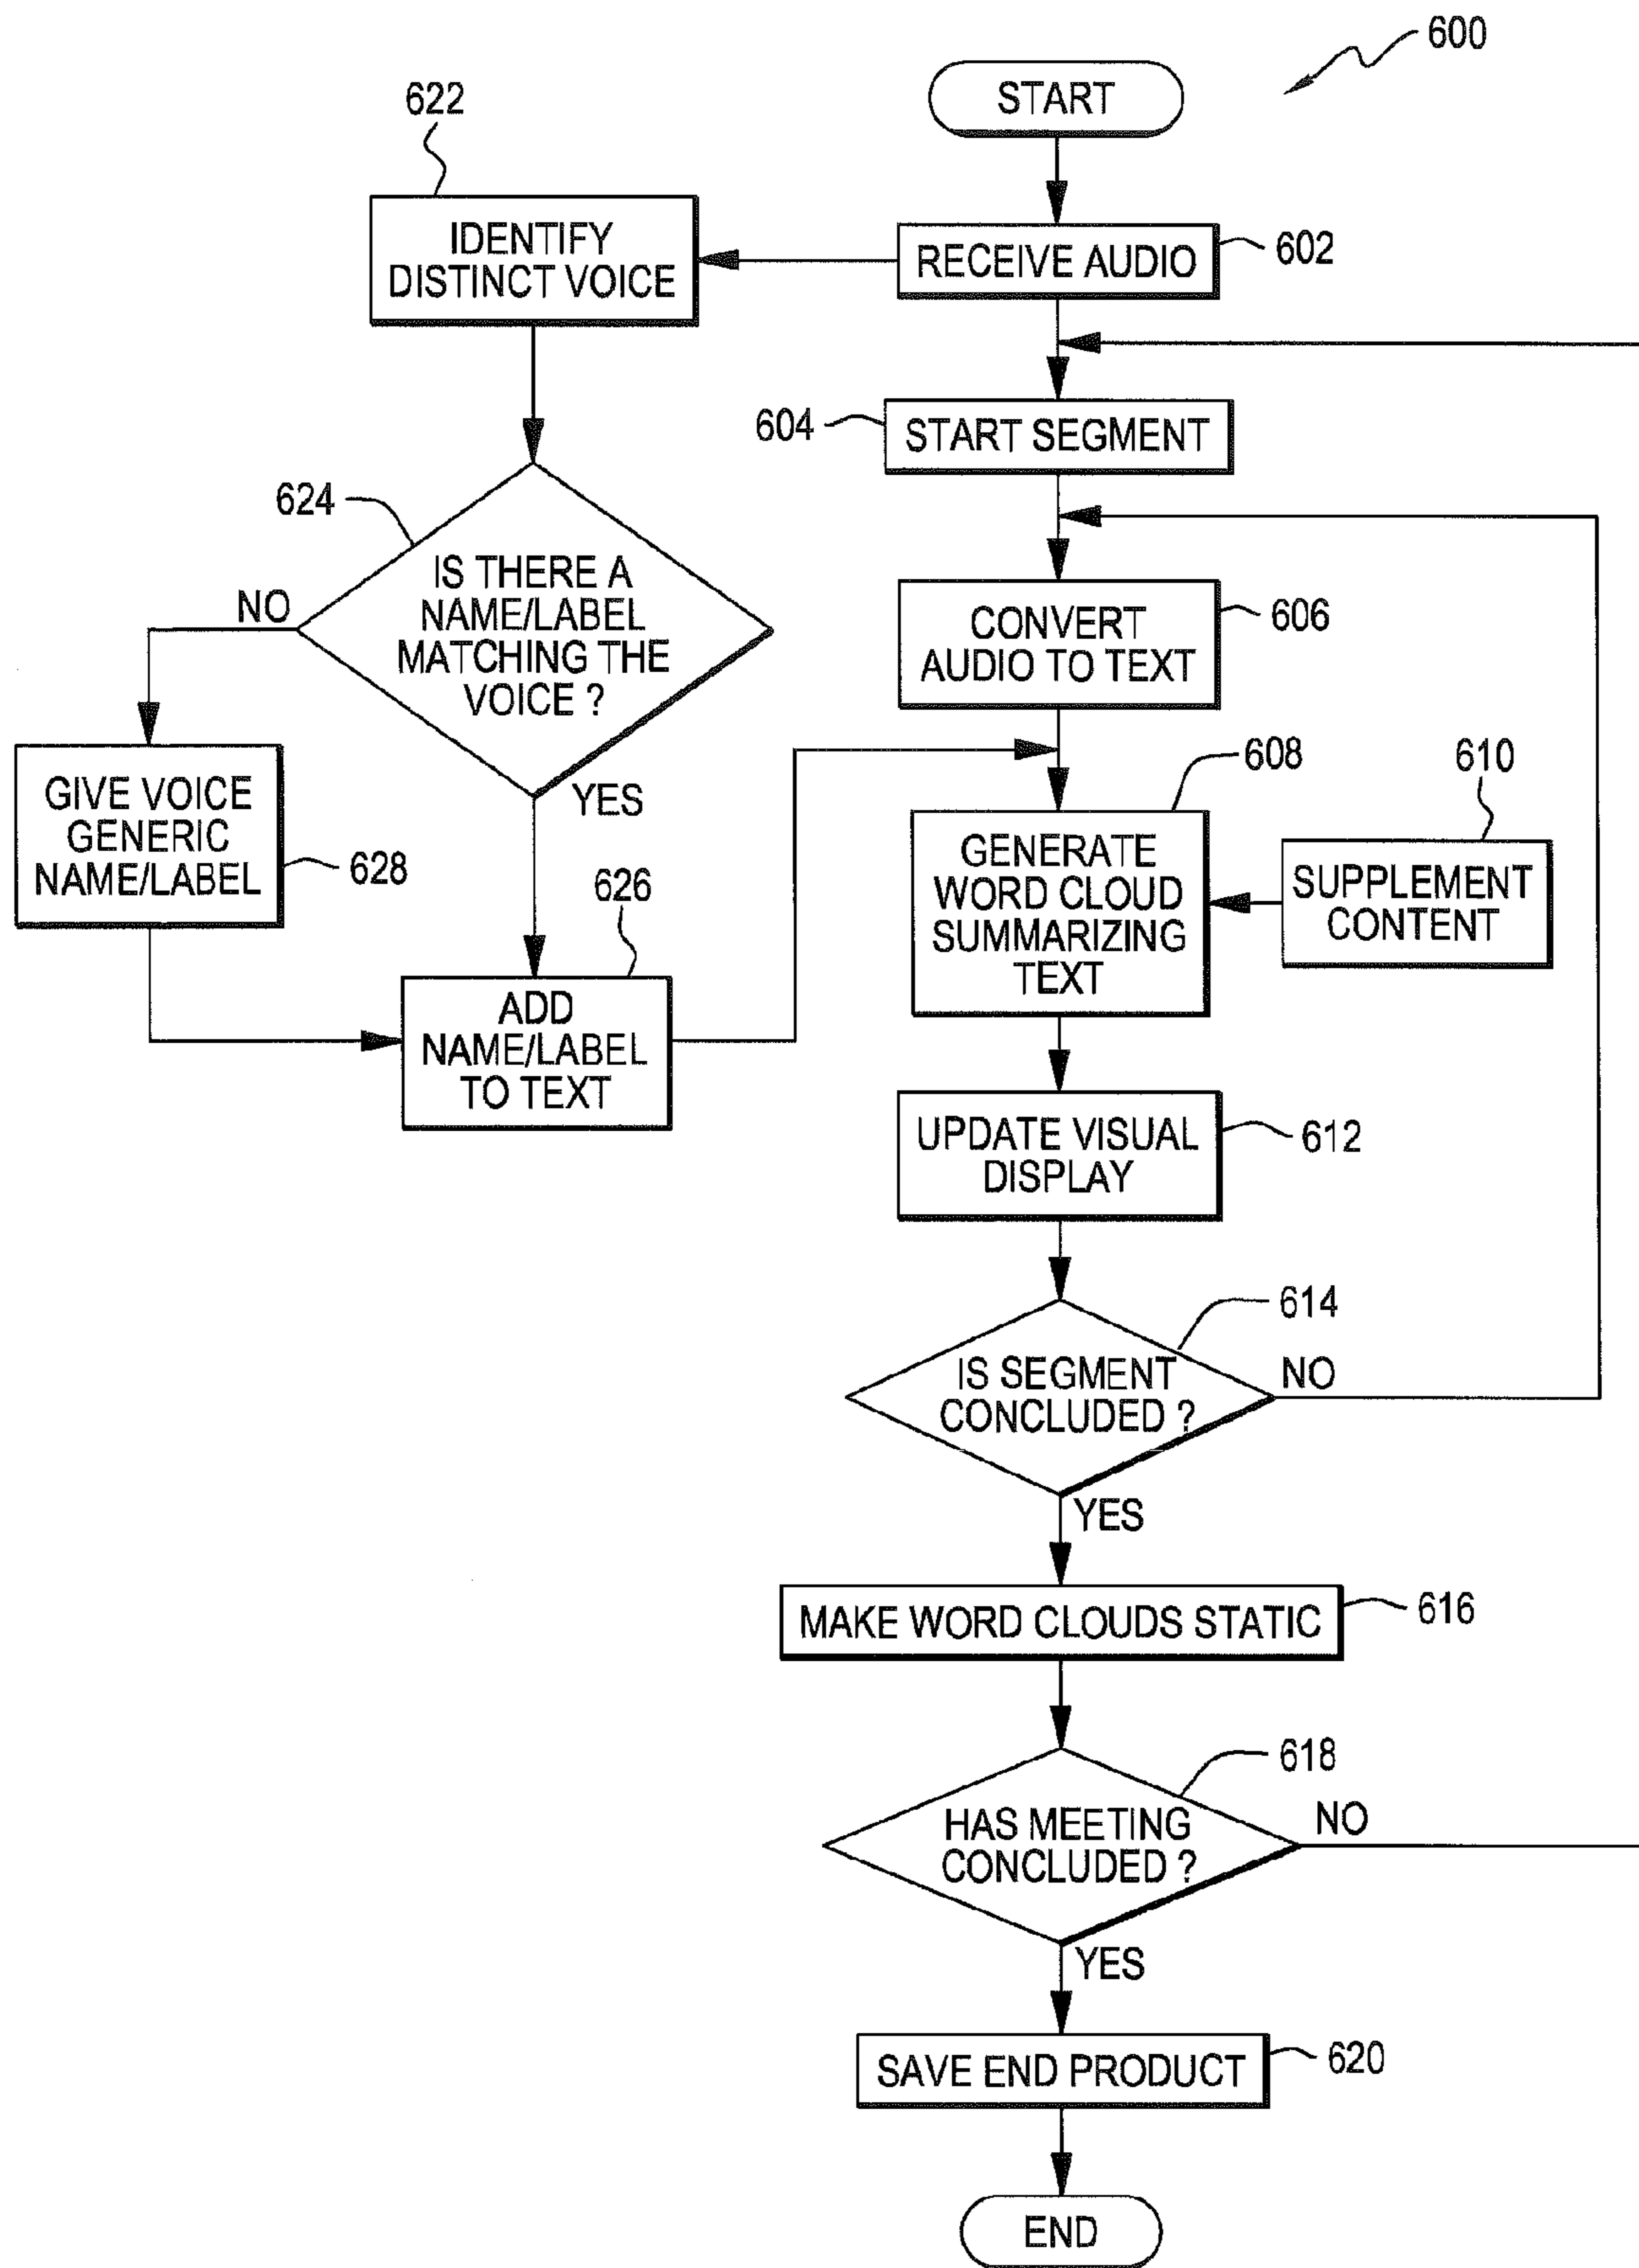 600
START
622
IDENTIFY
DISTINCT VOICE
RECEIVE AUDIO
602
604
START SEGMENT
624
IS THERE A
NAME/LABEL
MATCHING THE
VOICE ?
NO
YES
CONVERT
AUDIO TO TEXT
606
GIVE VOICE
GENERIC
NAME/LABEL
628
626
ADD
NAME/LABEL
TO TEXT
608
GENERATE
WORD CLOUD
SUMMARIZING
TEXT
610
SUPPLEMENT
CONTENT
UPDATE VISUAL
DISPLAY
612
614
IS SEGMENT
CONCLUDED ?
NO
YES
MAKE WORD CLOUDS STATIC
616
618
HAS MEETING
CONCLUDED ?
NO
YES
SAVE END PRODUCT
620
END